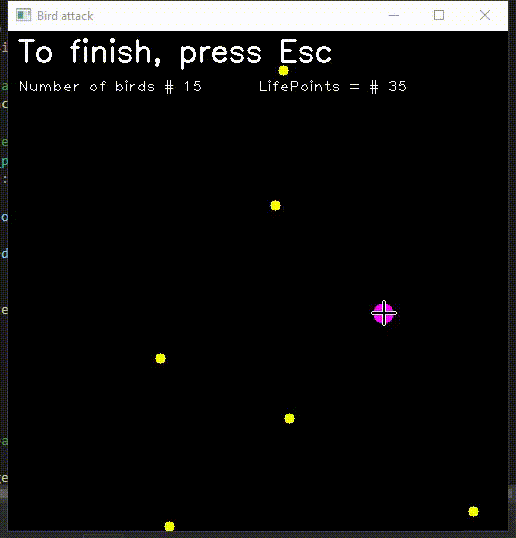 Bird attack
To finish, press Esc
Number of birds # 15 LifePoints = # 35